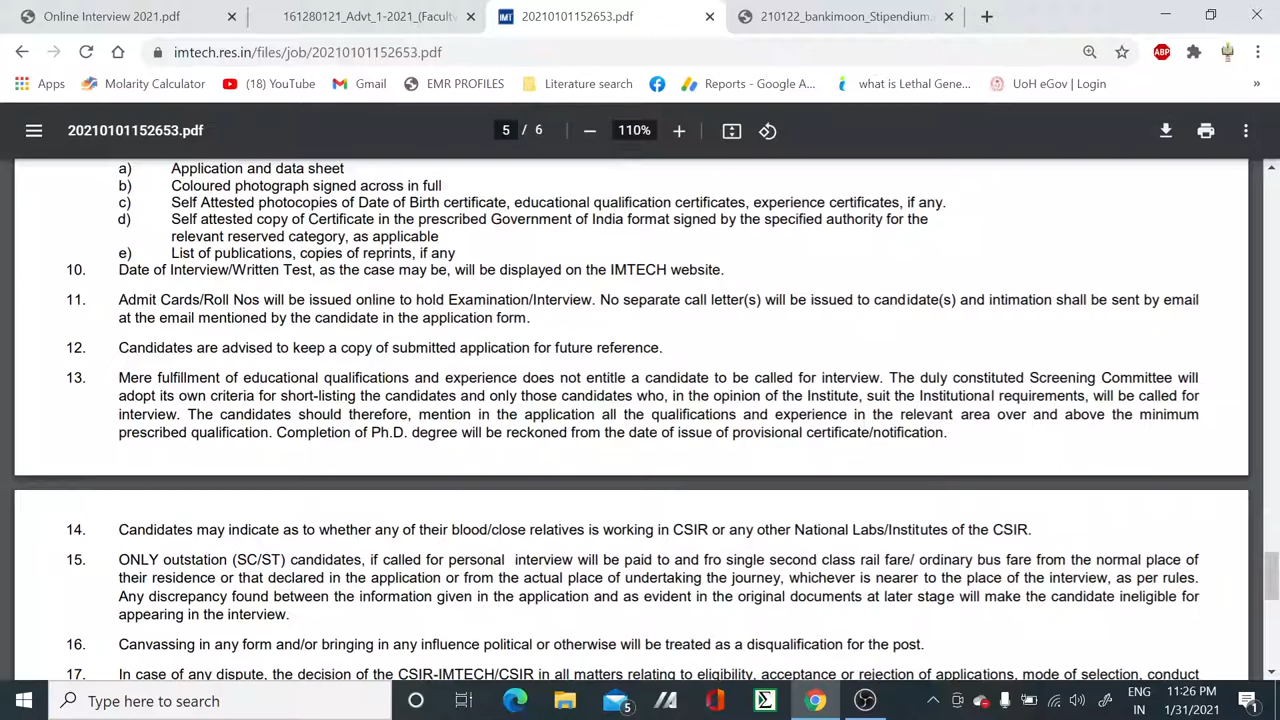 Online Interview 2021.pdf
161280121_Advt_1-2021_(Faculty
IMT 20210101152653.pdf
210122_bankimoon_Stipendium.
imtech.res.in/files/job/20210101152653.pdf
ABP
Apps Molarity Calculator (18) YouTube Gmail EMR PROFILES Literature search Reports - Google A... what is Lethal Gene... UoH eGov | Login »
20210101152653.pdf 5 / 6 110%
a) Application and data sheet
b) Coloured photograph signed across in full
c) Self Attested photocopies of Date of Birth certificate, educational qualification certificates, experience certificates, if any.
d) Self attested copy of Certificate in the prescribed Government of India format signed by the specified authority for the
relevant reserved category, as applicable
e) List of publications, copies of reprints, if any
10. Date of Interview/Written Test, as the case may be, will be displayed on the IMTECH website.
11. Admit Cards/Roll Nos will be issued online to hold Examination/Interview. No separate call letter(s) will be issued to candidate(s) and intimation shall be sent by email
at the email mentioned by the candidate in the application form.
12. Candidates are advised to keep a copy of submitted application for future reference.
13. Mere fulfillment of educational qualifications and experience does not entitle a candidate to be called for interview. The duly constituted Screening Committee will
adopt its own criteria for short-listing the candidates and only those candidates who, in the opinion of the Institute, suit the Institutional requirements, will be called for
interview. The candidates should therefore, mention in the application all the qualifications and experience in the relevant area over and above the minimum
prescribed qualification. Completion of Ph.D. degree will be reckoned from the date of issue of provisional certificate/notification.
14. Candidates may indicate as to whether any of their blood/close relatives is working in CSIR or any other National Labs/Institutes of the CSIR.
15. ONLY outstation (SC/ST) candidates, if called for personal interview will be paid to and fro single second class rail fare/ ordinary bus fare from the normal place of
their residence or that declared in the application or from the actual place of undertaking the journey, whichever is nearer to the place of the interview, as per rules.
Any discrepancy found between the information given in the application and as evident in the original documents at later stage will make the candidate ineligible for
appearing in the interview.
16. Canvassing in any form and/or bringing in any influence political or otherwise will be treated as a disqualification for the post.
17. In case of any dispute, the decision of the CSIR-IMTECH/CSIR in all matters relating to eligibility, acceptance or rejection of applications, mode of selection, conduct
Type here to search
5
ENG
IN
11:26 PM
1/31/2021
1